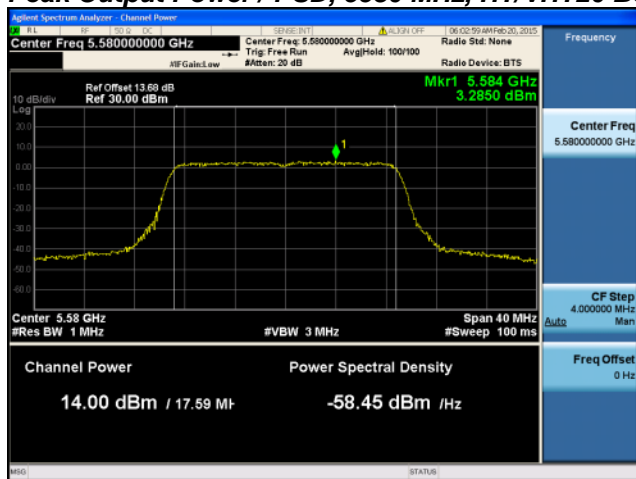 Peak Output Power / PSD, 5580 MHz, HT/VHT20
Agilent Spectrum Analyzer - Channel Power
RL RF 50 Ω DC SENSE:INT ALIGN OFF 06:02:59 AM Feb 20, 2015
Center Freq 5.580000000 GHz
Center Freq: 5.580000000 GHz
Radio Std: None
Trig: Free Run
Avg|Hold: 100/100
#IFGain:Low
#Atten: 20 dB
Radio Device: BTS
Ref Offset 13.68 dB
Mkr1 5.584 GHz
10 dB/div
Ref 30.00 dBm
3.2850 dBm
Log
20.0
10.0
0.00
-10.0
-20.0
-30.0
-40.0
-50.0
-60.0
1
Center 5.58 GHz
Span 40 MHz
#Res BW 1 MHz
#VBW 3 MHz
#Sweep 100 ms
Channel Power
Power Spectral Density
14.00 dBm / 17.59 MH
-58.45 dBm /Hz
MSG
STATUS
Frequency
Center Freq
5.580000000 GHz
CF Step
4.000000 MHz
Auto Man
Freq Offset
0 Hz